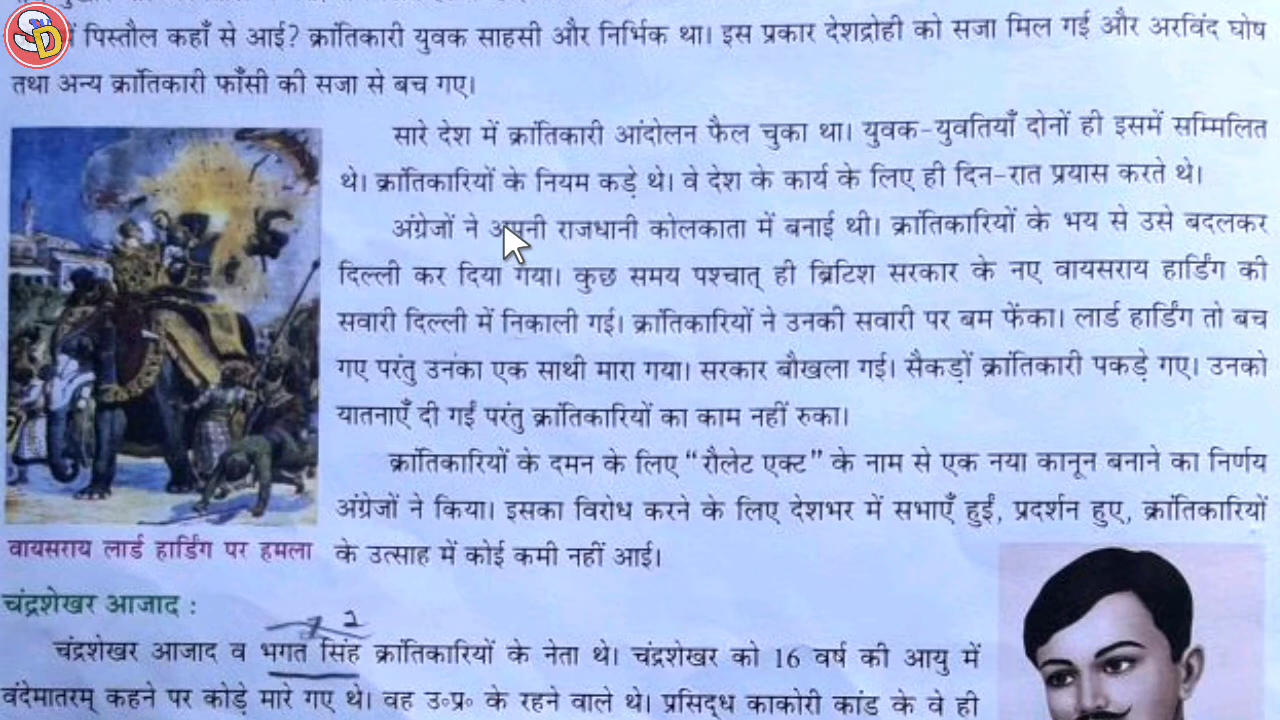 SD
पिस्तौल कहाँ से आई? क्रांतिकारी युवक साहसी और निर्भिक था। इस प्रकार देशद्रोही को सजा मिल गई और अरविंद घोष
तथा अन्य क्रांतिकारी फाँसी की सजा से बच गए।
सारे देश में क्रांतिकारी आंदोलन फैल चुका था। युवक-युवतियाँ दोनों ही इसमें सम्मिलित
थे। क्रांतिकारियों के नियम कड़े थे। वे देश के कार्य के लिए ही दिन-रात प्रयास करते थे।
अंग्रेजों ने अपनी राजधानी कोलकाता में बनाई थी। क्रांतिकारियों के भय से उसे बदलकर
दिल्ली कर दिया गया। कुछ समय पश्चात् ही ब्रिटिश सरकार के नए वायसराय हार्डिंग की
सवारी दिल्ली में निकाली गई। क्रांतिकारियों ने उनकी सवारी पर बम फेंका। लार्ड हार्डिंग तो बच
गए परंतु उनका एक साथी मारा गया। सरकार बौखला गई। सैकड़ों क्रांतिकारी पकड़े गए। उनको
यातनाएँ दी गईं परंतु क्रांतिकारियों का काम नहीं रुका।
क्रांतिकारियों के दमन के लिए “रौलेट एक्ट” के नाम से एक नया कानून बनाने का निर्णय
अंग्रेजों ने किया। इसका विरोध करने के लिए देशभर में सभाएँ हुईं, प्रदर्शन हुए, क्रांतिकारियों
के उत्साह में कोई कमी नहीं आई।
वायसराय लार्ड हार्डिंग पर हमला
चंद्रशेखर आजाद :
2
चंद्रशेखर आजाद व भगत सिंह क्रांतिकारियों के नेता थे। चंद्रशेखर को 16 वर्ष की आयु में
वंदेमातरम् कहने पर कोड़े मारे गए थे। वह उ॰प्र॰ के रहने वाले थे। प्रसिद्ध काकोरी कांड के वे ही